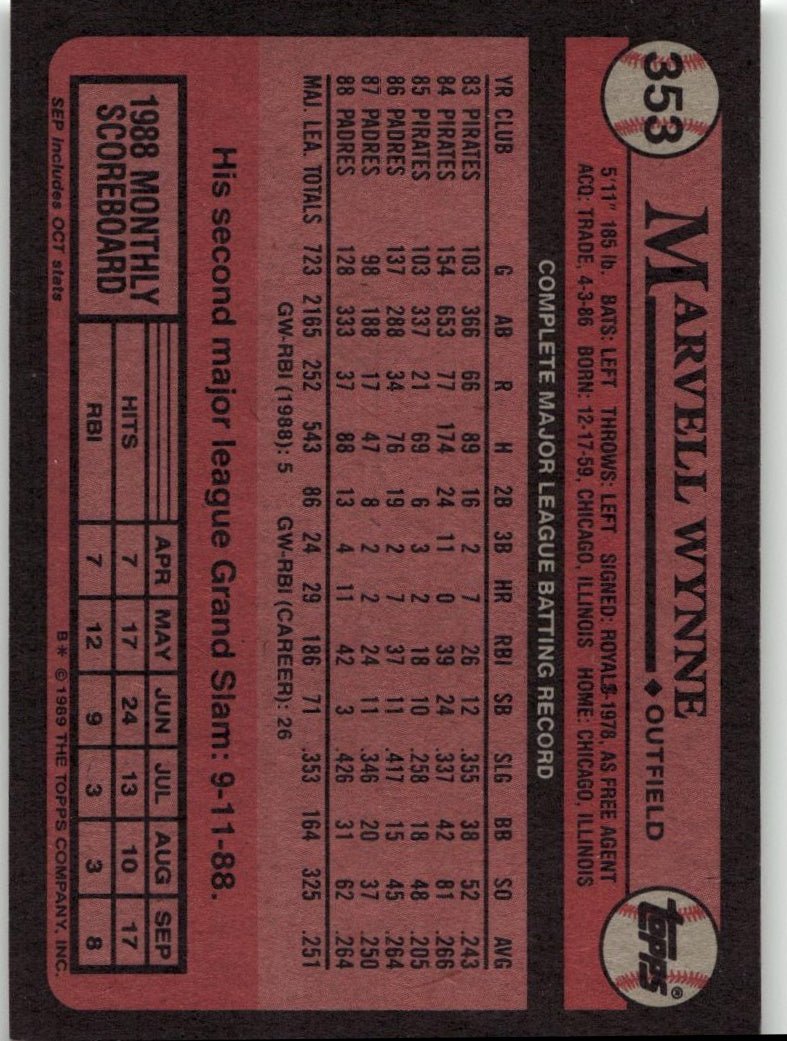 353
MARVELL WYNNE ◆ OUTFIELD
topps®
5'11" 185 lb. BATS: LEFT THROWS: LEFT SIGNED: ROYALS-1978, AS FREE AGENT
ACQ: TRADE, 4-3-86 BORN: 12-17-59, CHICAGO, ILLINOIS HOME: CHICAGO, ILLINOIS
COMPLETE MAJOR LEAGUE BATTING RECORD
YR CLUB G AB R H 2B 3B HR RBI SB SLG BB SO AVG
83 PIRATES 103 366 66 89 16 2 7 26 12 .355 38 52 .243
84 PIRATES 154 653 77 174 24 11 0 39 24 .337 42 81 .266
85 PIRATES 103 337 21 69 6 3 2 18 10 .258 18 48 .205
86 PADRES 137 288 34 76 19 2 7 37 11 .417 15 45 .264
87 PADRES 98 188 17 47 8 2 2 24 11 .346 20 37 .250
88 PADRES 128 333 37 88 13 4 11 42 3 .426 31 62 .264
MAJ. LEA. TOTALS 723 2165 252 543 86 24 29 186 71 .353 164 325 .251
GW-RBI (1988): 5 GW-RBI (CAREER): 26
His second major league Grand Slam: 9-11-88.
1988 MONTHLY
SCOREBOARD
APR MAY JUN JUL AUG SEP
HITS 7 17 24 13 10 17
RBI 7 12 9 3 3 8
SEP includes OCT stats
B* ©1989 THE TOPPS COMPANY, INC.